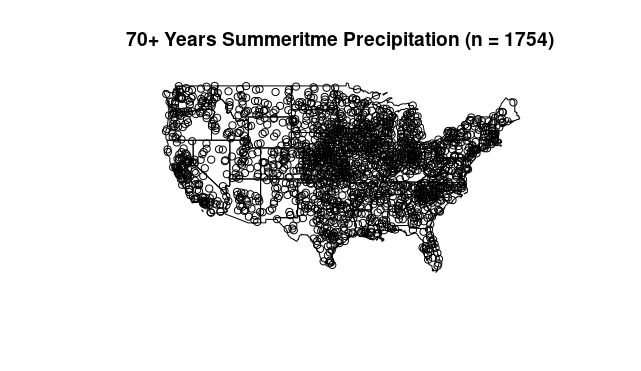 70+ Years Summeritme Precipitation (n = 1754)